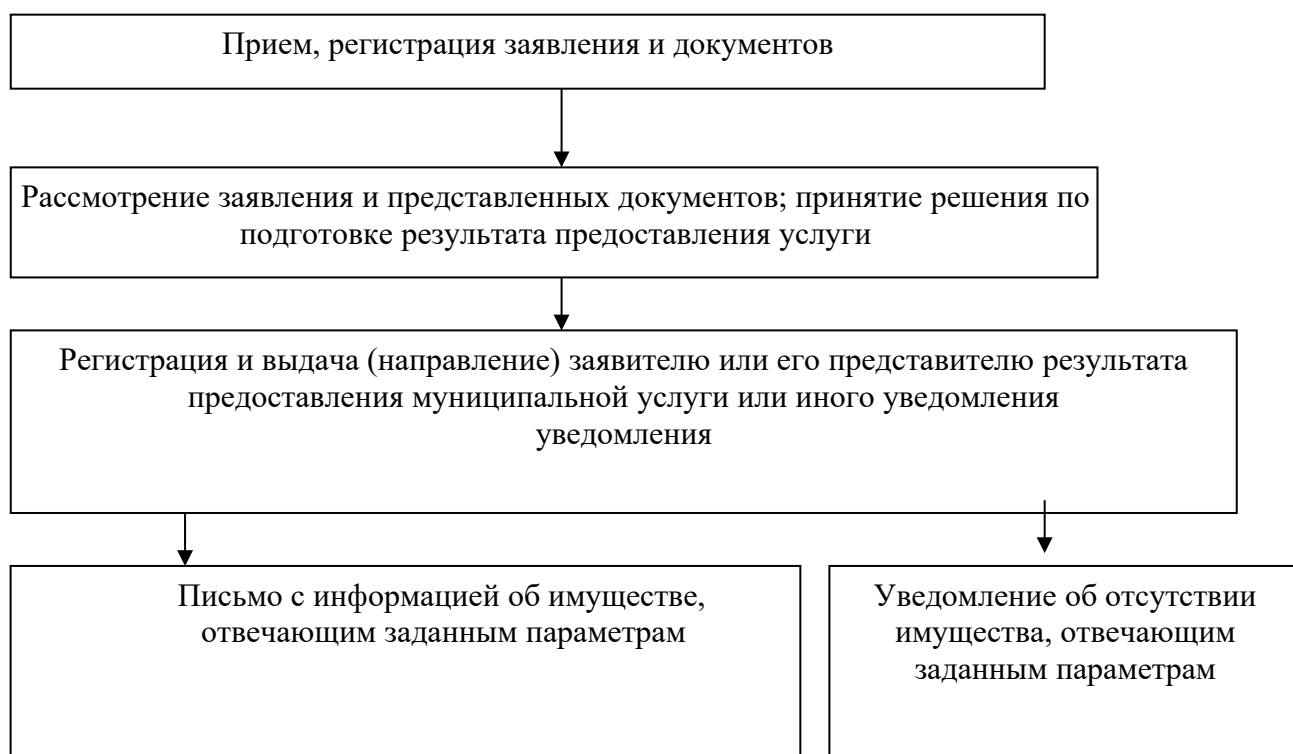 Прием, регистрация заявления и документов
Рассмотрение заявления и представленных документов; принятие решения по
подготовке результата предоставления услуги
Регистрация и выдача (направление) заявителю или его представителю результата
предоставления муниципальной услуги или иного уведомления
уведомления
Письмо с информацией об имуществе,
отвечающим заданным параметрам
Уведомление об отсутствии
имущества, отвечающим
заданным параметрам